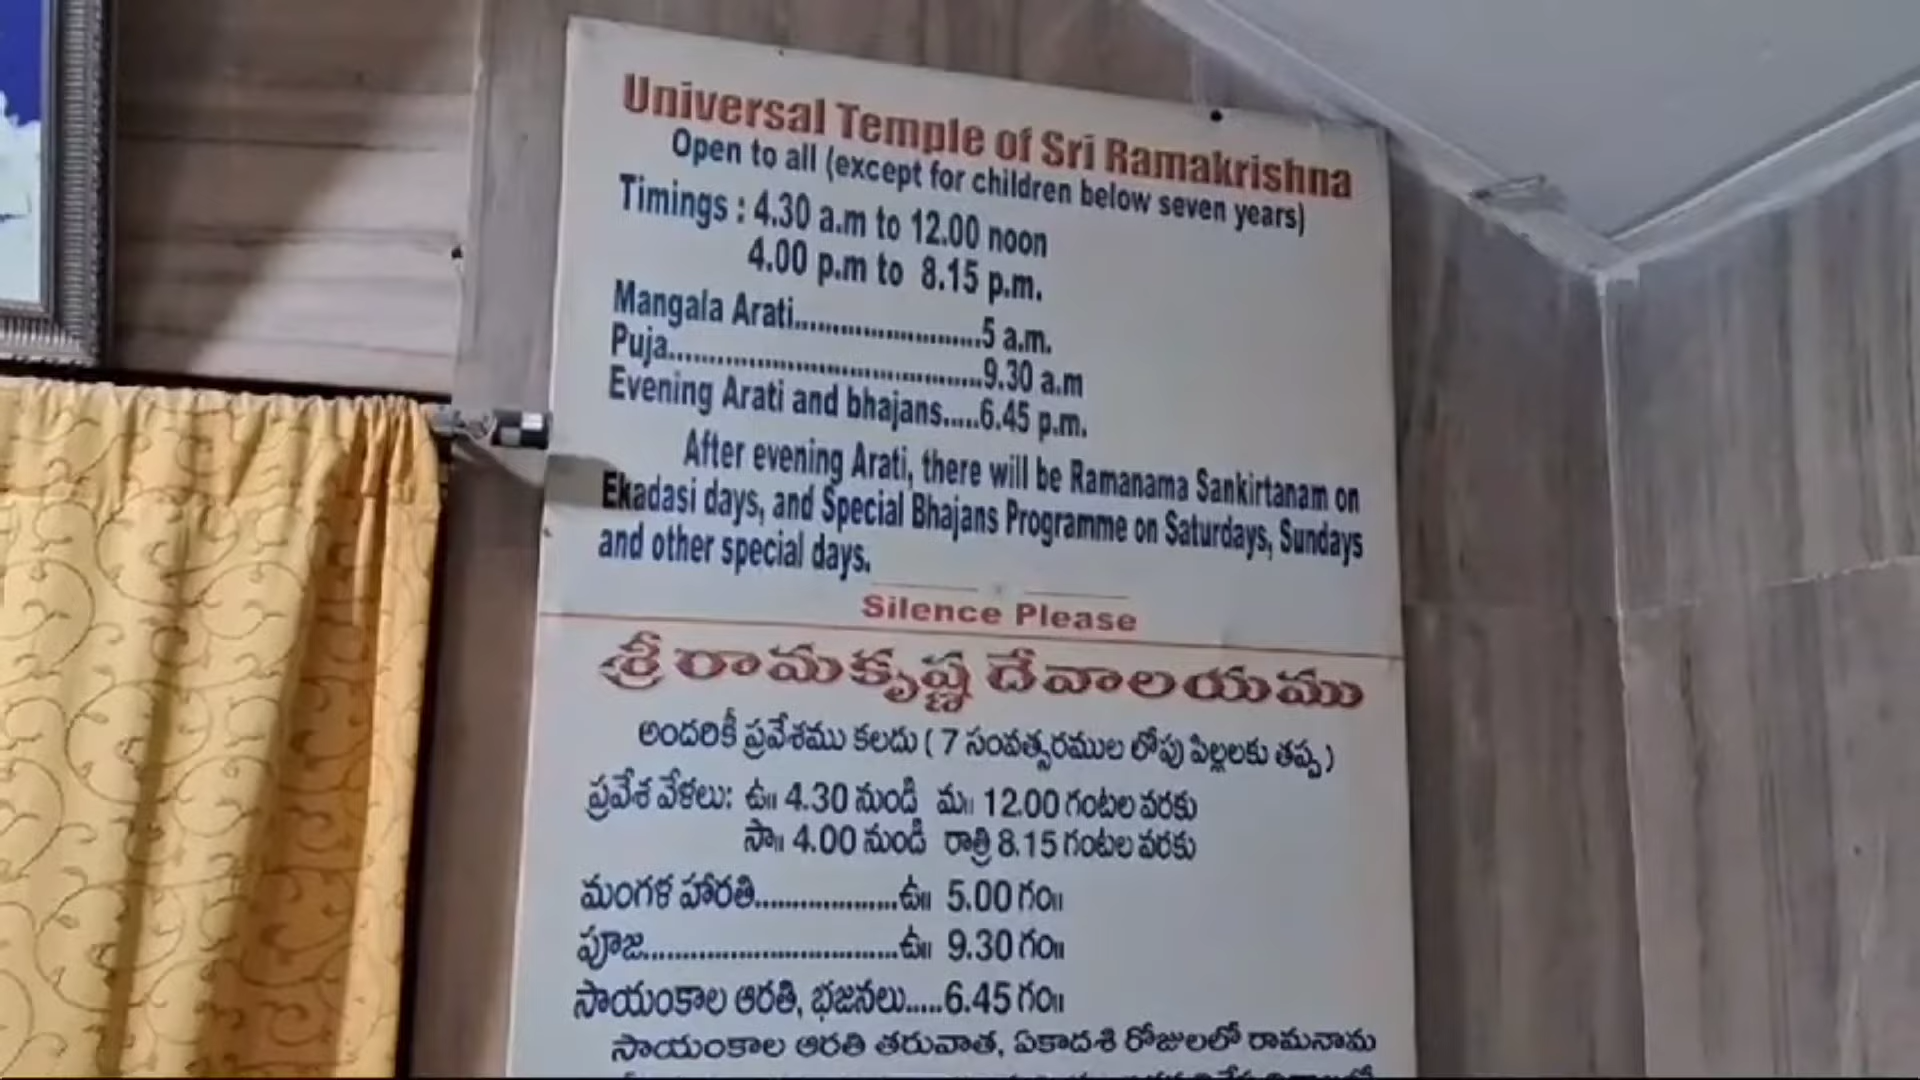 Universal Temple of Sri Ramakrishna
Open to all (except for children below seven years)
Timings : 4.30 a.m to 12.00 noon
4.00 p.m to 8.15 p.m.
Mangala Arati........................5 a.m.
Puja........................................9.30 a.m
Evening Arati and bhajans.....6.45 p.m.
After evening Arati, there will be Ramanama Sankirtanam on
Ekadasi days, and Special Bhajans Programme on Saturdays, Sundays
and other special days.
Silence Please
శ్రీ రామకృష్ణ దేవాలయము
అందరికీ ప్రవేశము కలదు ( 7 సంవత్సరముల లోపు పిల్లలకు తప్ప )
ప్రవేశ వేళలు: ఉ॥ 4.30 నుండి మ॥ 12.00 గంటల వరకు
సా॥ 4.00 నుండి రాత్రి 8.15 గంటల వరకు
మంగళ హారతి...................ఉ॥ 5.00 గం॥
పూజ.................................ఉ॥ 9.30 గం॥
సాయంకాల ఆరతి, భజనలు.....6.45 గం॥
సాయంకాల ఆరతి తరువాత, ఏకాదశి రోజులలో రామనామ